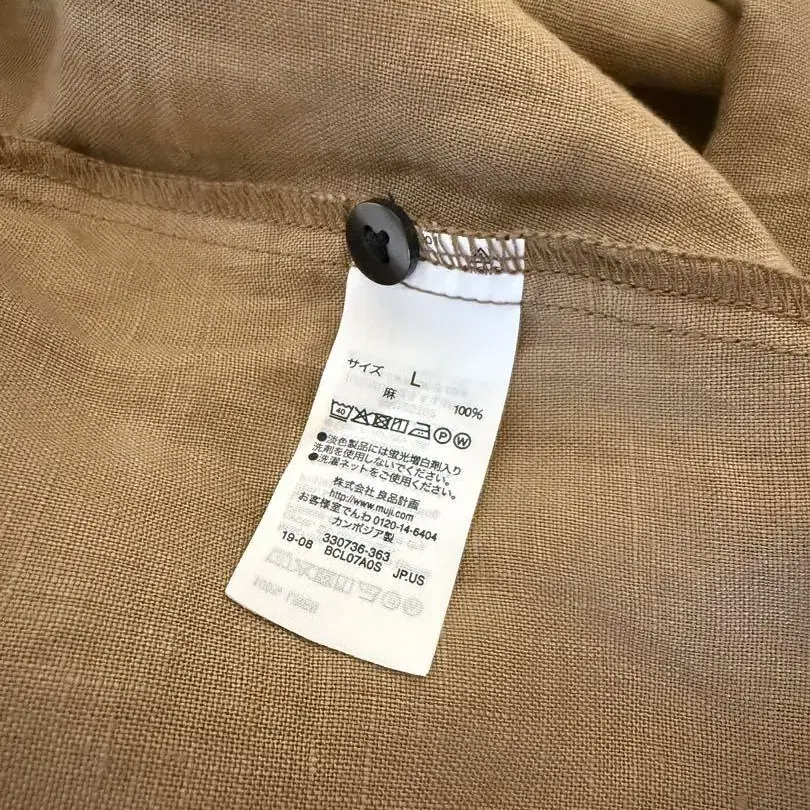 サイズ L
麻 100%
40 P W
●淡色製品には蛍光増白剤入り
洗剤を使用しないでください。
●洗濯ネットをご使用ください。
株式会社 良品計画
http://www.muji.com
お客様室でんわ 0120-14-6404
カンボジア製
330736-363
19-08 BCL07A0S JP.US